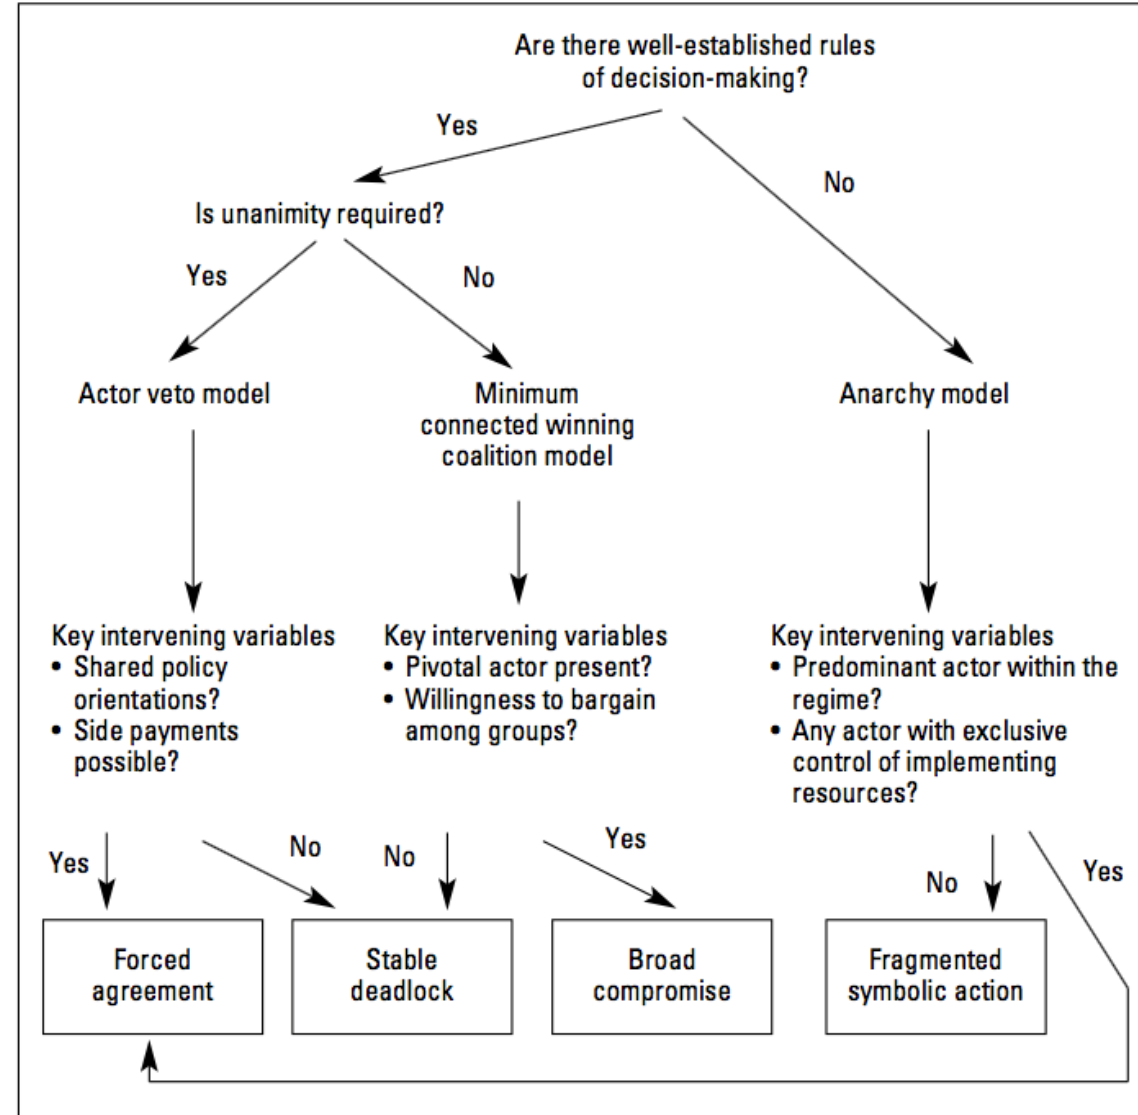 Are there well-established rules
of decision-making?
Yes
No
Is unanimity required?
Yes
No
Actor veto model
Minimum
connected winning
coalition model
Anarchy model
Key intervening variables
• Shared policy
orientations?
• Side payments
possible?
Key intervening variables
• Pivotal actor present?
• Willingness to bargain
among groups?
Key intervening variables
• Predominant actor within the
regime?
• Any actor with exclusive
control of implementing
resources?
Yes
No
No
Yes
No
Yes
Forced
agreement
Stable
deadlock
Broad
compromise
Fragmented
symbolic action